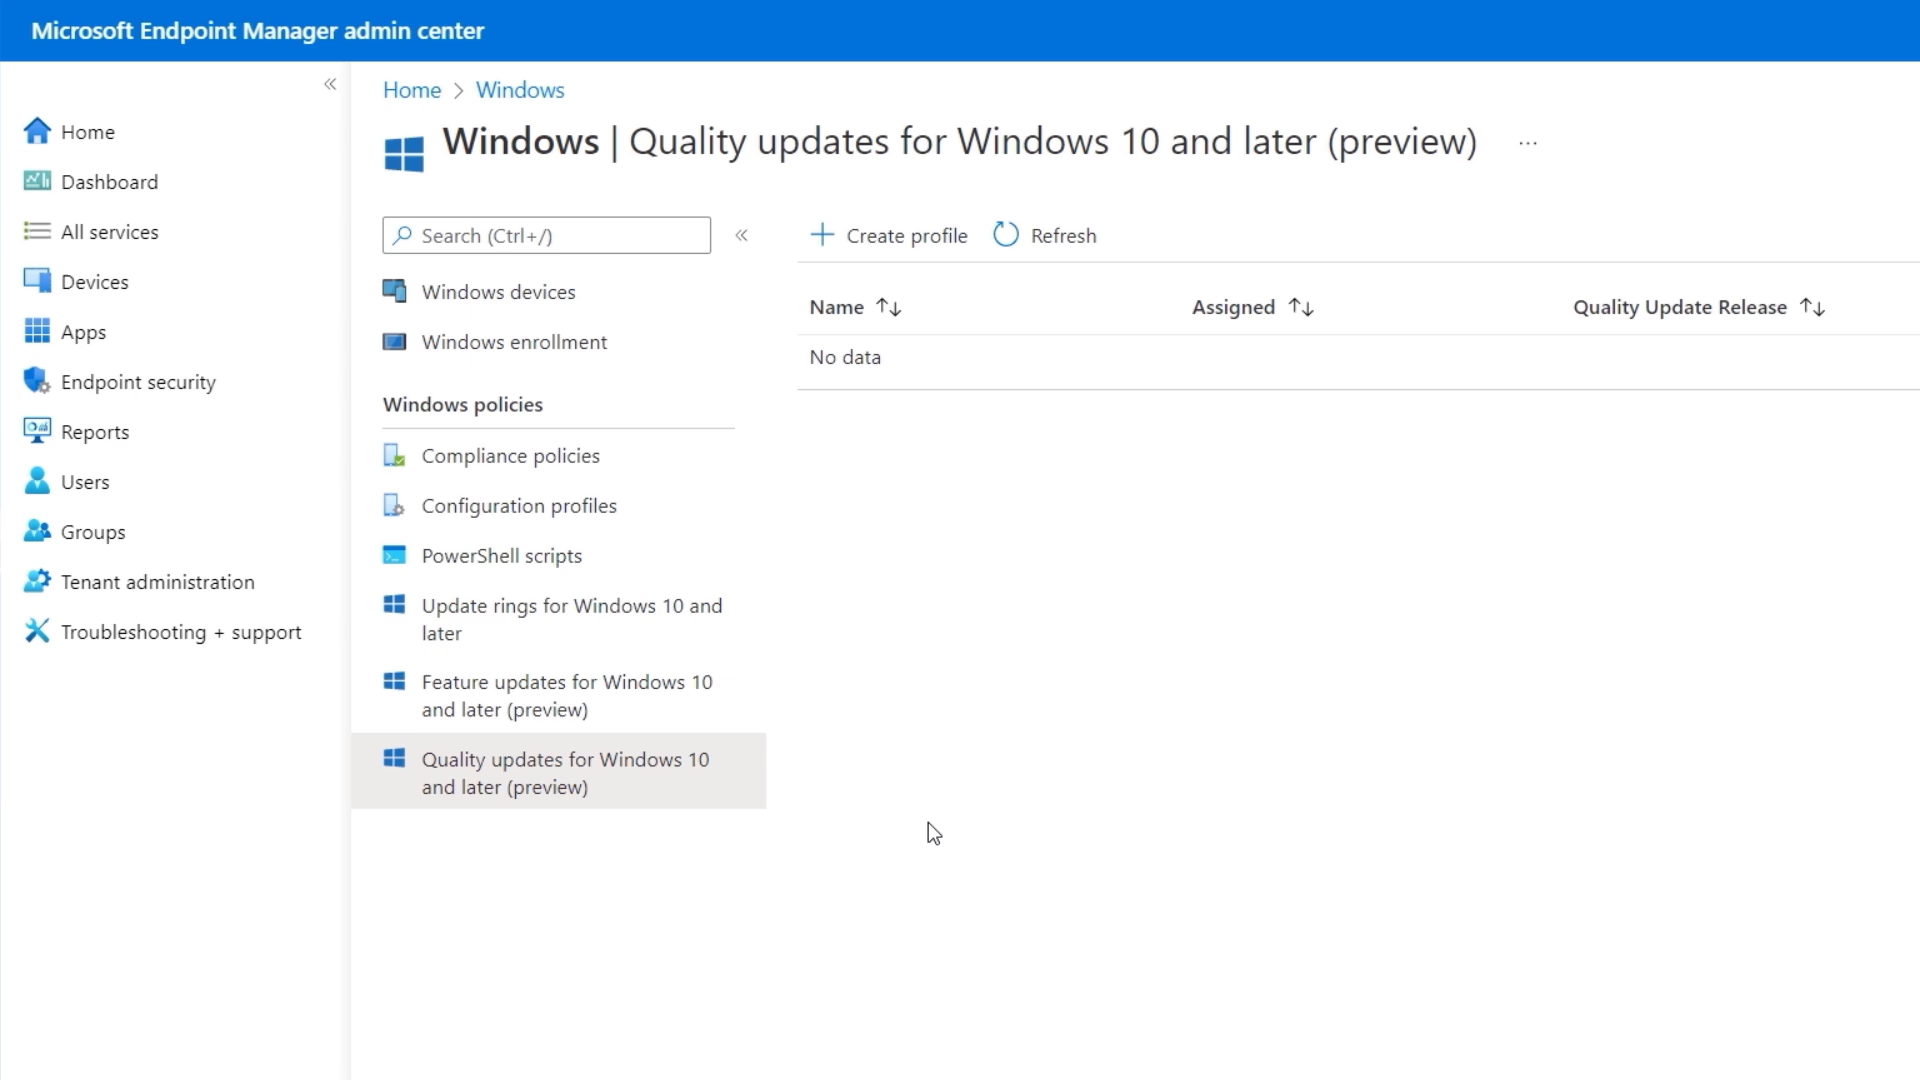 Microsoft Endpoint Manager admin center
Home
Dashboard
All services
Devices
Apps
Endpoint security
Reports
Users
Groups
Tenant administration
Troubleshooting + support
Home > Windows
Windows | Quality updates for Windows 10 and later (preview) ...
Search (Ctrl+/)
Windows devices
Windows enrollment
Windows policies
Compliance policies
Configuration profiles
PowerShell scripts
Update rings for Windows 10 and
later
Feature updates for Windows 10
and later (preview)
Quality updates for Windows 10
and later (preview)
Create profile Refresh
Name Assigned Quality Update Release
No data